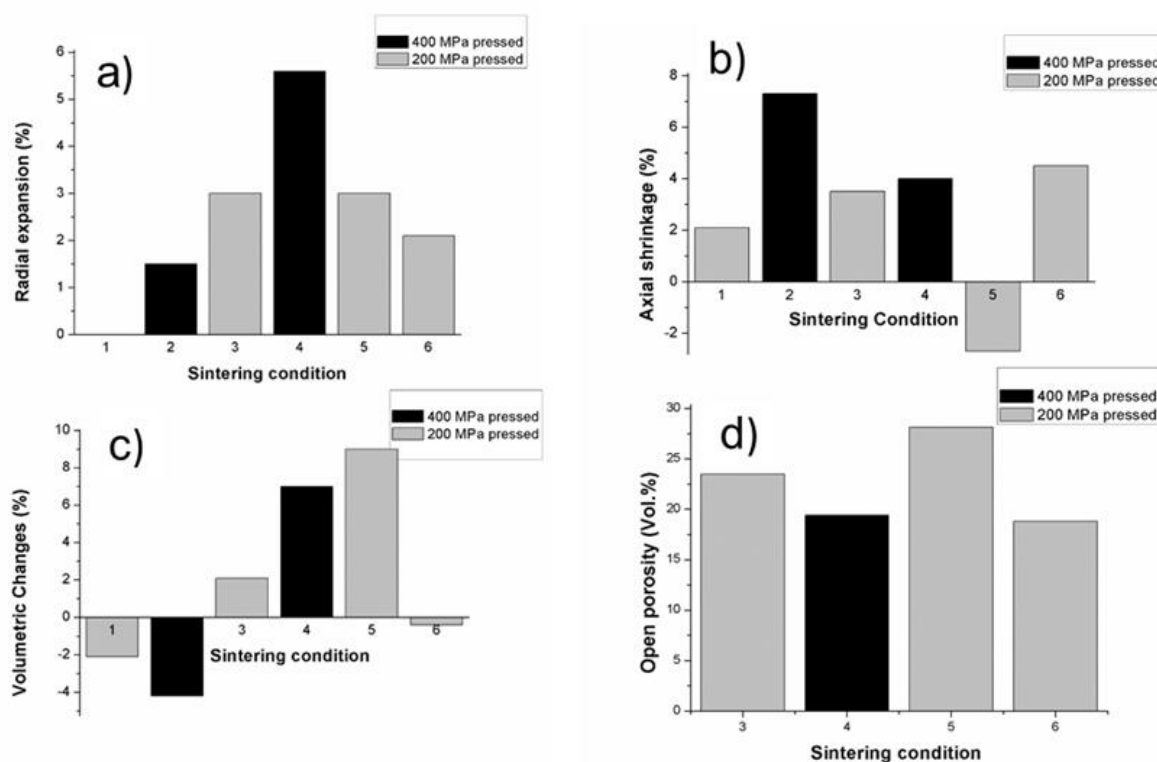 a)
400 MPa pressed
200 MPa pressed
Radial expansion (%)
6
5
4
3
2
1
0
1 2 3 4 5 6
Sintering condition
b)
400 MPa pressed
200 MPa pressed
Axial shrinkage (%)
8
6
4
2
0
-2
1 2 3 4 5 6
Sintering Condition
c)
400 MPa pressed
200 MPa pressed
Volumetric Changes (%)
10
8
6
4
2
0
-2
-4
1 3 4 5 6
Sintering condition
d)
400 MPa pressed
200 MPa pressed
Open porosity (Vol.%)
30
25
20
15
10
5
0
3 4 5 6
Sintering condition